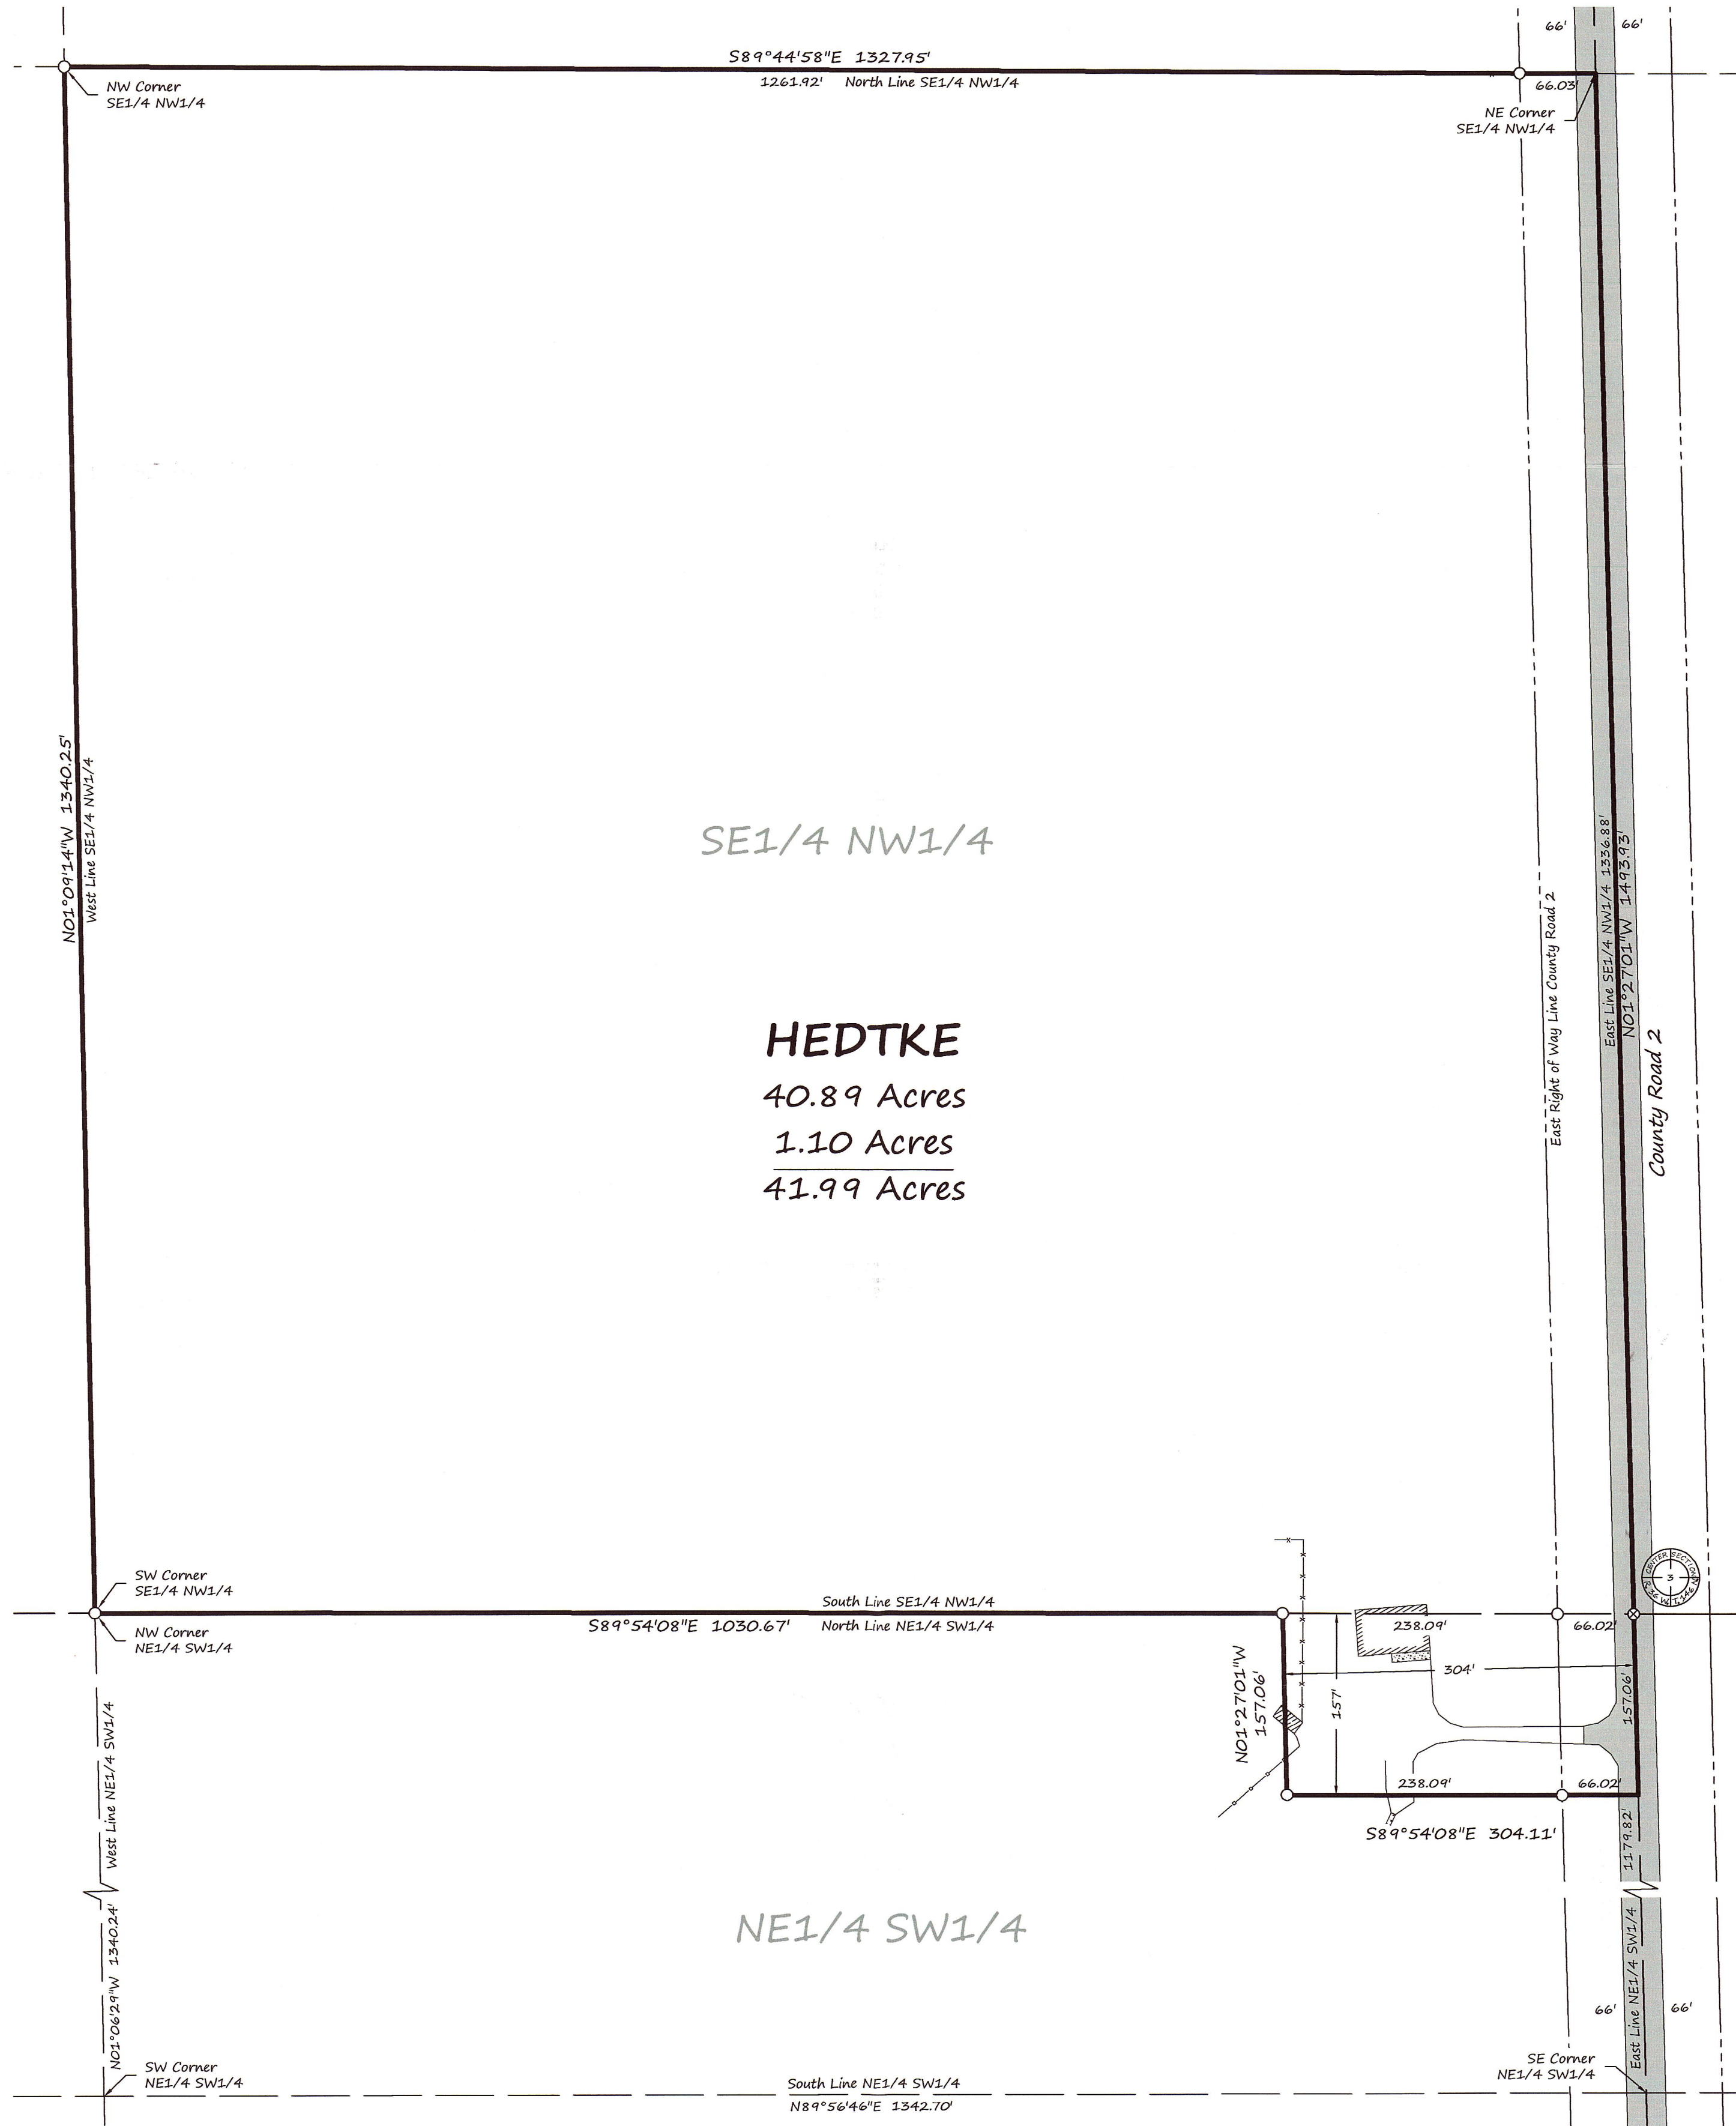 66'
66'
S89°44'58"E 1327.95'
1261.92' North Line SE1/4 NW1/4
66.03'
NW Corner
SE1/4 NW1/4
NE Corner
SE1/4 NW1/4
N01°09'14"W 1340.25'
West Line SE1/4 NW1/4
SE1/4 NW1/4
East Right of Way Line County Road 2
East Line SE1/4 NW1/4 1336.88'
N01°27'01"W 1493.93'
County Road 2
HEDTKE
40.89 Acres
1.10 Acres
41.99 Acres
SW Corner
SE1/4 NW1/4
NW Corner
NE1/4 SW1/4
South Line SE1/4 NW1/4
S89°54'08"E 1030.67' North Line NE1/4 SW1/4
238.09'
66.02'
CENTER SECTION
3
304'
157'
N01°27'01"W
157.06'
157.06'
238.09'
66.02'
S89°54'08"E 304.11'
1179.82'
West Line NE1/4 SW1/4
N01°06'29"W 1340.24'
NE1/4 SW1/4
East Line NE1/4 SW1/4
66'
66'
SW Corner
NE1/4 SW1/4
SE Corner
NE1/4 SW1/4
South Line NE1/4 SW1/4
N89°56'46"E 1342.70'